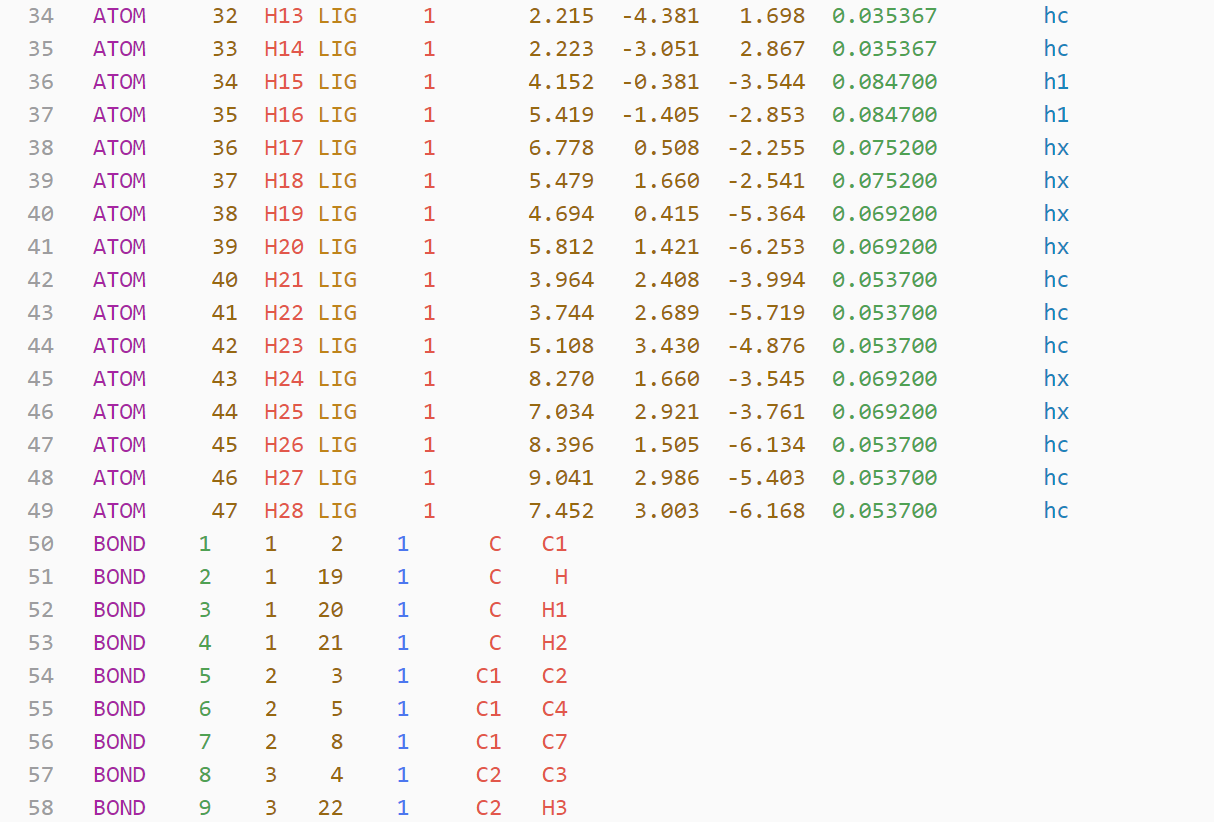 34 ATOM 32 H13 LIG 1 2.215 -4.381 1.698 0.035367 hc
35 ATOM 33 H14 LIG 1 2.223 -3.051 2.867 0.035367 hc
36 ATOM 34 H15 LIG 1 4.152 -0.381 -3.544 0.084700 h1
37 ATOM 35 H16 LIG 1 5.419 -1.405 -2.853 0.084700 h1
38 ATOM 36 H17 LIG 1 6.778 0.508 -2.255 0.075200 hx
39 ATOM 37 H18 LIG 1 5.479 1.660 -2.541 0.075200 hx
40 ATOM 38 H19 LIG 1 4.694 0.415 -5.364 0.069200 hx
41 ATOM 39 H20 LIG 1 5.812 1.421 -6.253 0.069200 hx
42 ATOM 40 H21 LIG 1 3.964 2.408 -3.994 0.053700 hc
43 ATOM 41 H22 LIG 1 3.744 2.689 -5.719 0.053700 hc
44 ATOM 42 H23 LIG 1 5.108 3.430 -4.876 0.053700 hc
45 ATOM 43 H24 LIG 1 8.270 1.660 -3.545 0.069200 hx
46 ATOM 44 H25 LIG 1 7.034 2.921 -3.761 0.069200 hx
47 ATOM 45 H26 LIG 1 8.396 1.505 -6.134 0.053700 hc
48 ATOM 46 H27 LIG 1 9.041 2.986 -5.403 0.053700 hc
49 ATOM 47 H28 LIG 1 7.452 3.003 -6.168 0.053700 hc
50 BOND 1 1 2 1 C C1
51 BOND 2 1 19 1 C H
52 BOND 3 1 20 1 C H1
53 BOND 4 1 21 1 C H2
54 BOND 5 2 3 1 C1 C2
55 BOND 6 2 5 1 C1 C4
56 BOND 7 2 8 1 C1 C7
57 BOND 8 3 4 1 C2 C3
58 BOND 9 3 22 1 C2 H3